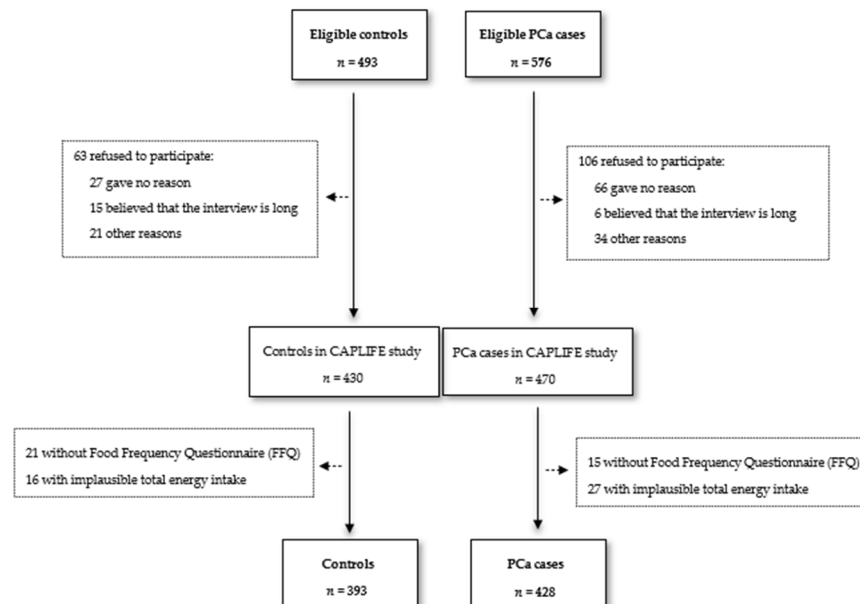 Eligible controls
n = 493
Eligible PCa cases
n = 576
63 refused to participate:
27 gave no reason
15 believed that the interview is long
21 other reasons
106 refused to participate:
66 gave no reason
6 believed that the interview is long
34 other reasons
Controls in CAPLIFE study
n = 430
PCa cases in CAPLIFE study
n = 470
21 without Food Frequency Questionnaire (FFQ)
16 with implausible total energy intake
15 without Food Frequency Questionnaire (FFQ)
27 with implausible total energy intake
Controls
n = 393
PCa cases
n = 428